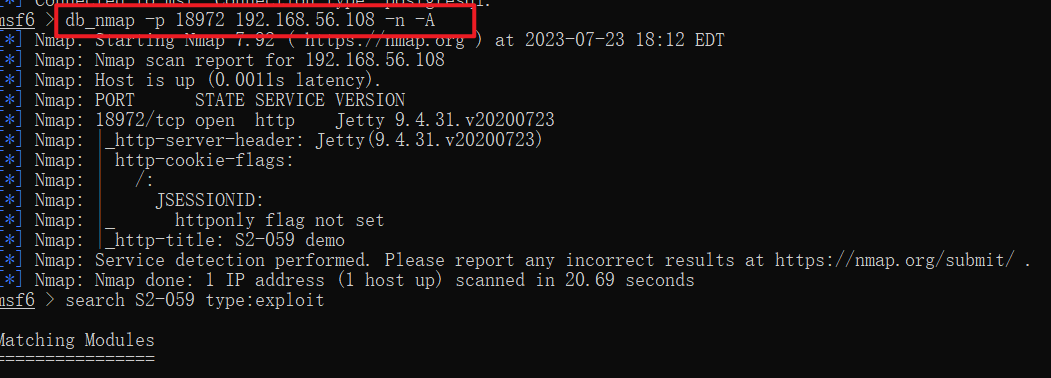 Connected to msf. Connection type: postgresql.
msf6 > db_nmap -p 18972 192.168.56.108 -n -A
[*] Nmap: Starting Nmap 7.92 ( https://nmap.org ) at 2023-07-23 18:12 EDT
[*] Nmap: Nmap scan report for 192.168.56.108
[*] Nmap: Host is up (0.0011s latency).
[*] Nmap: PORT      STATE SERVICE VERSION
[*] Nmap: 18972/tcp open  http    Jetty 9.4.31.v20200723
[*] Nmap: |_http-server-header: Jetty(9.4.31.v20200723)
[*] Nmap: | http-cookie-flags:
[*] Nmap: |   /:
[*] Nmap: |     JSESSIONID:
[*] Nmap: |_      httponly flag not set
[*] Nmap: |_http-title: S2-059 demo
[*] Nmap: Service detection performed. Please report any incorrect results at https://nmap.org/submit/ .
[*] Nmap: Nmap done: 1 IP address (1 host up) scanned in 20.69 seconds
msf6 > search S2-059 type:exploit
Matching Modules
================